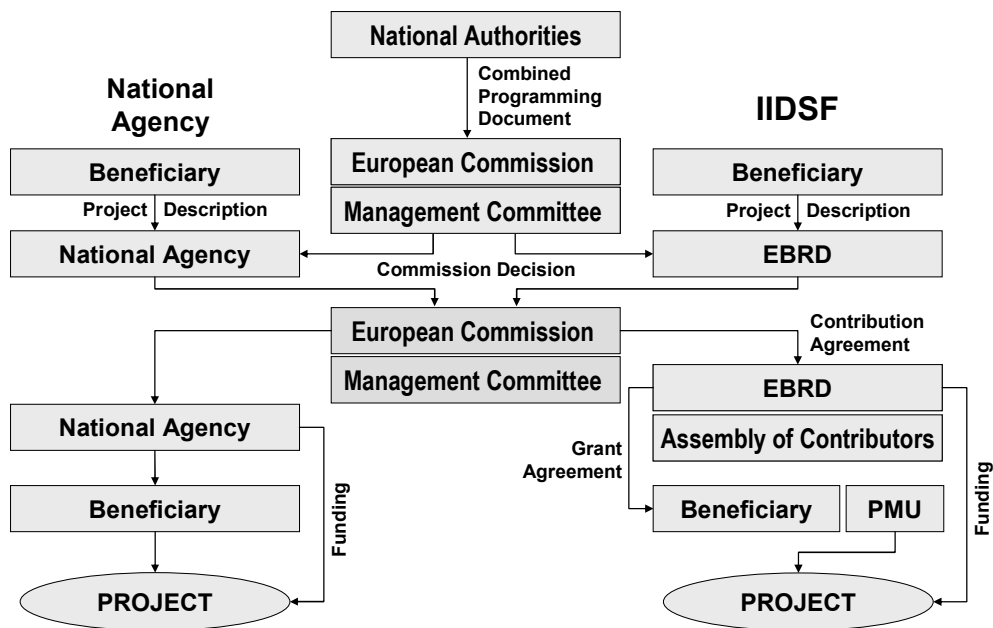 National Authorities
Combined
Programming
Document
National
Agency
IIDSF
European Commission
Management Committee
Beneficiary
Project Description
National Agency
Beneficiary
Project Description
EBRD
Commission Decision
European Commission
Management Committee
Contribution
Agreement
National Agency
Beneficiary
Funding
PROJECT
EBRD
Assembly of Contributors
Grant
Agreement
Beneficiary
PMU
Funding
PROJECT